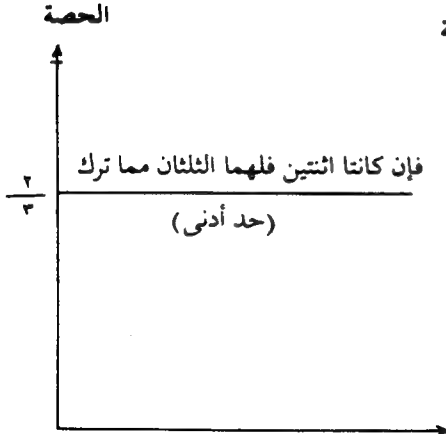 الحصة
ة
فإن كانتا اثنتين فلهما الثلثان مما ترك
٢
٣
(حد أدنى)